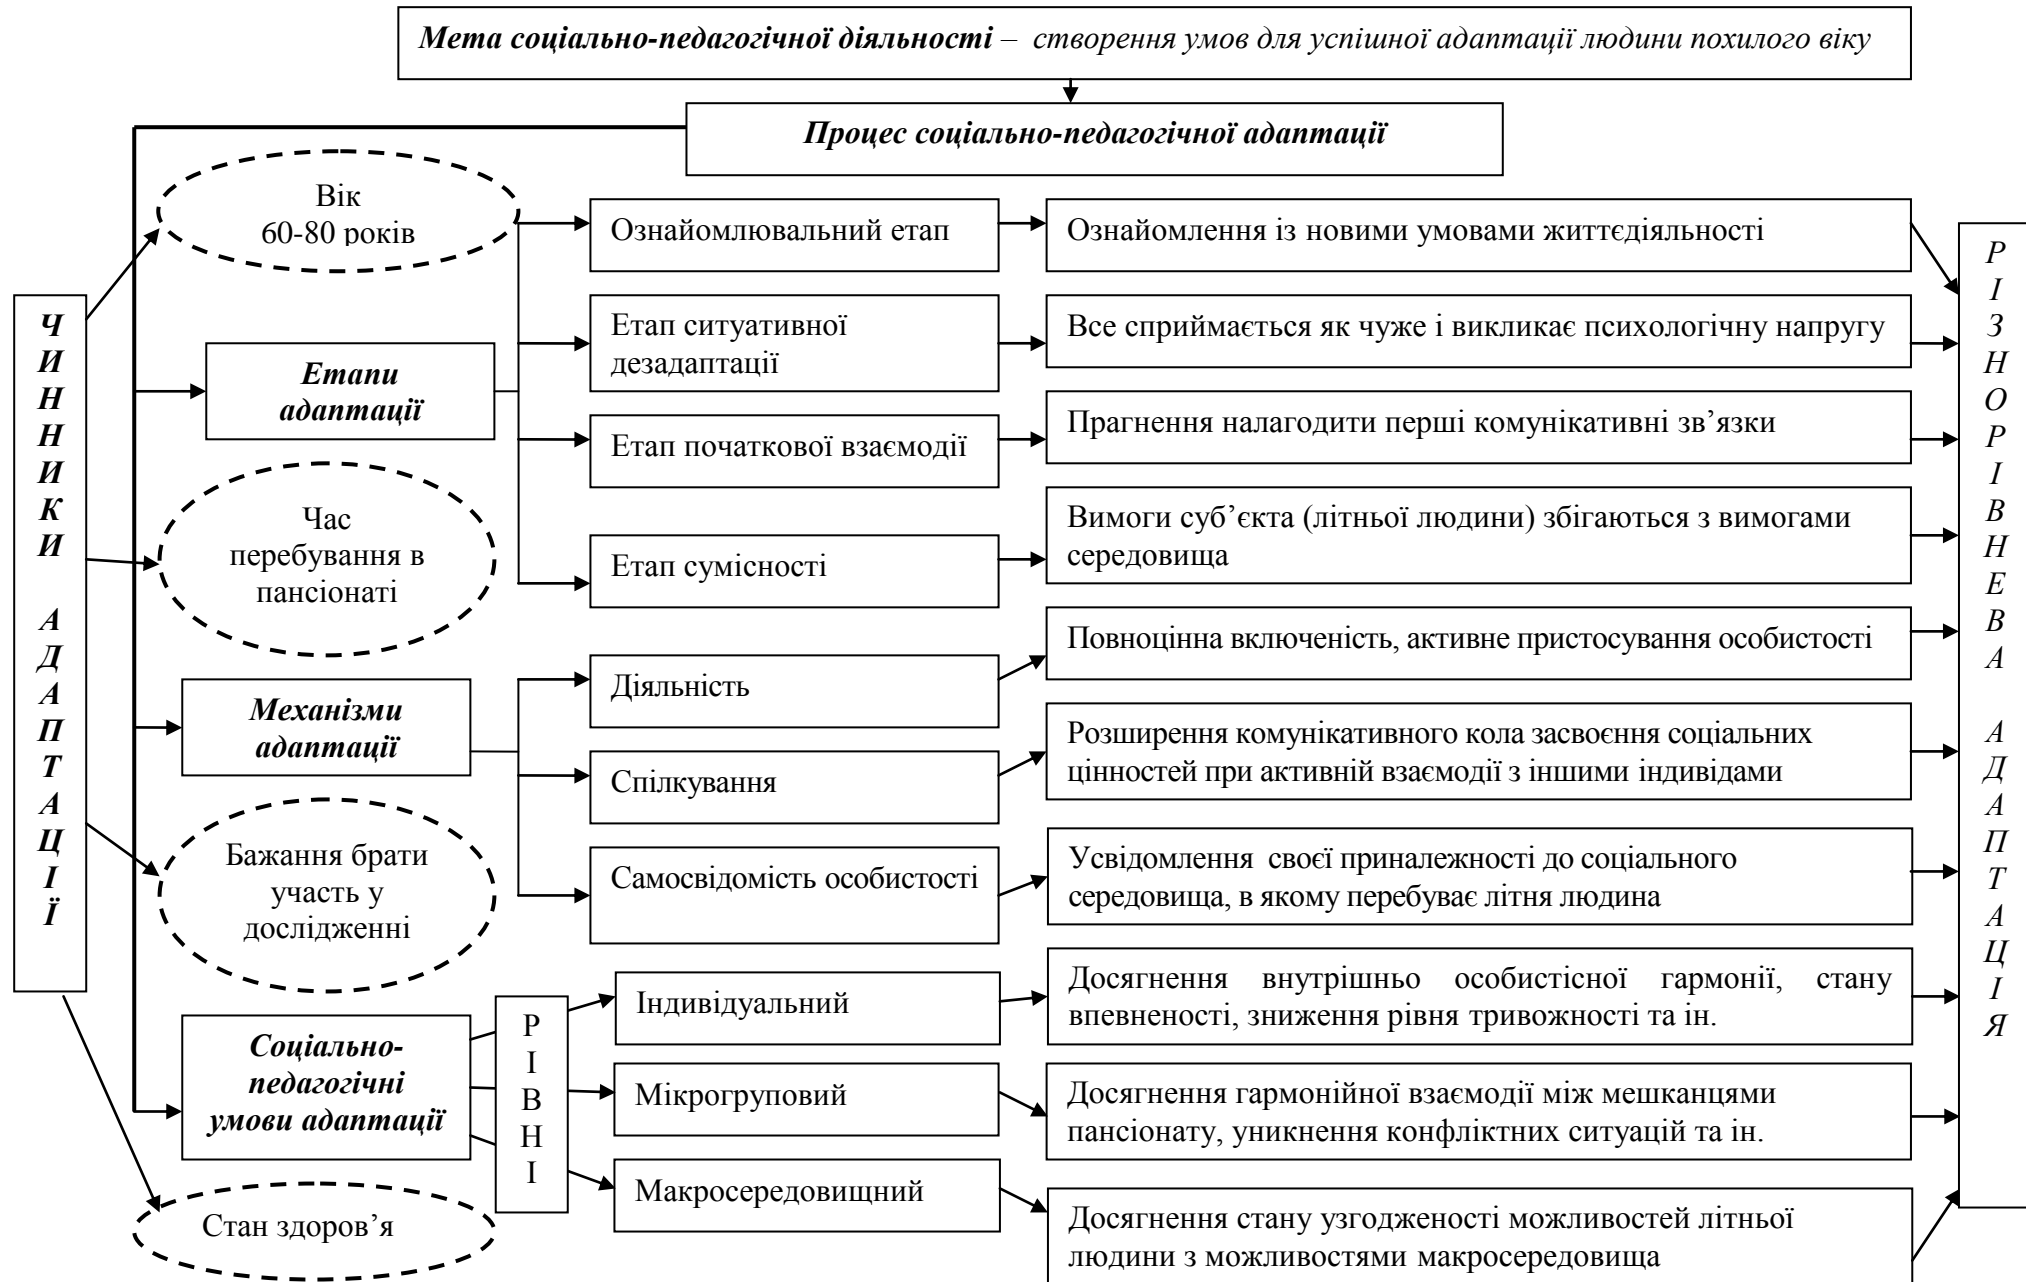 Мета соціально-педагогічної діяльності – створення умов для успішної адаптації людини похилого віку
Процес соціально-педагогічної адаптації
ЧИННИКИ АДАПТАЦІЇ
Вік
60-80 років
Етапи
адаптації
Час
перебування в
пансіонаті
Механізми
адаптації
Бажання брати
участь у
дослідженні
Соціально-
педагогічні
умови адаптації
Стан здоров’я
РІВНІ
Ознайомлювальний етап
Етап ситуативної
дезадаптації
Етап початкової взаємодії
Етап сумісності
Діяльність
Спілкування
Самосвідомість особистості
Індивідуальний
Мікрогруповий
Макросередовищний
Ознайомлення із новими умовами життєдіяльності
Все сприймається як чуже і викликає психологічну напругу
Прагнення налагодити перші комунікативні зв’язки
Вимоги суб’єкта (літньої людини) збігаються з вимогами
середовища
Повноцінна включеність, активне пристосування особистості
Розширення комунікативного кола засвоєння соціальних
цінностей при активній взаємодії з іншими індивідами
Усвідомлення своєї приналежності до соціального
середовища, в якому перебуває літня людина
Досягнення внутрішньо особистісної гармонії, стану
впевненості, зниження рівня тривожності та ін.
Досягнення гармонійної взаємодії між мешканцями
пансіонату, уникнення конфліктних ситуацій та ін.
Досягнення стану узгодженості можливостей літньої
людини з можливостями макросередовища
РІЗНОРІВНЕВА АДАПТАЦІЯ